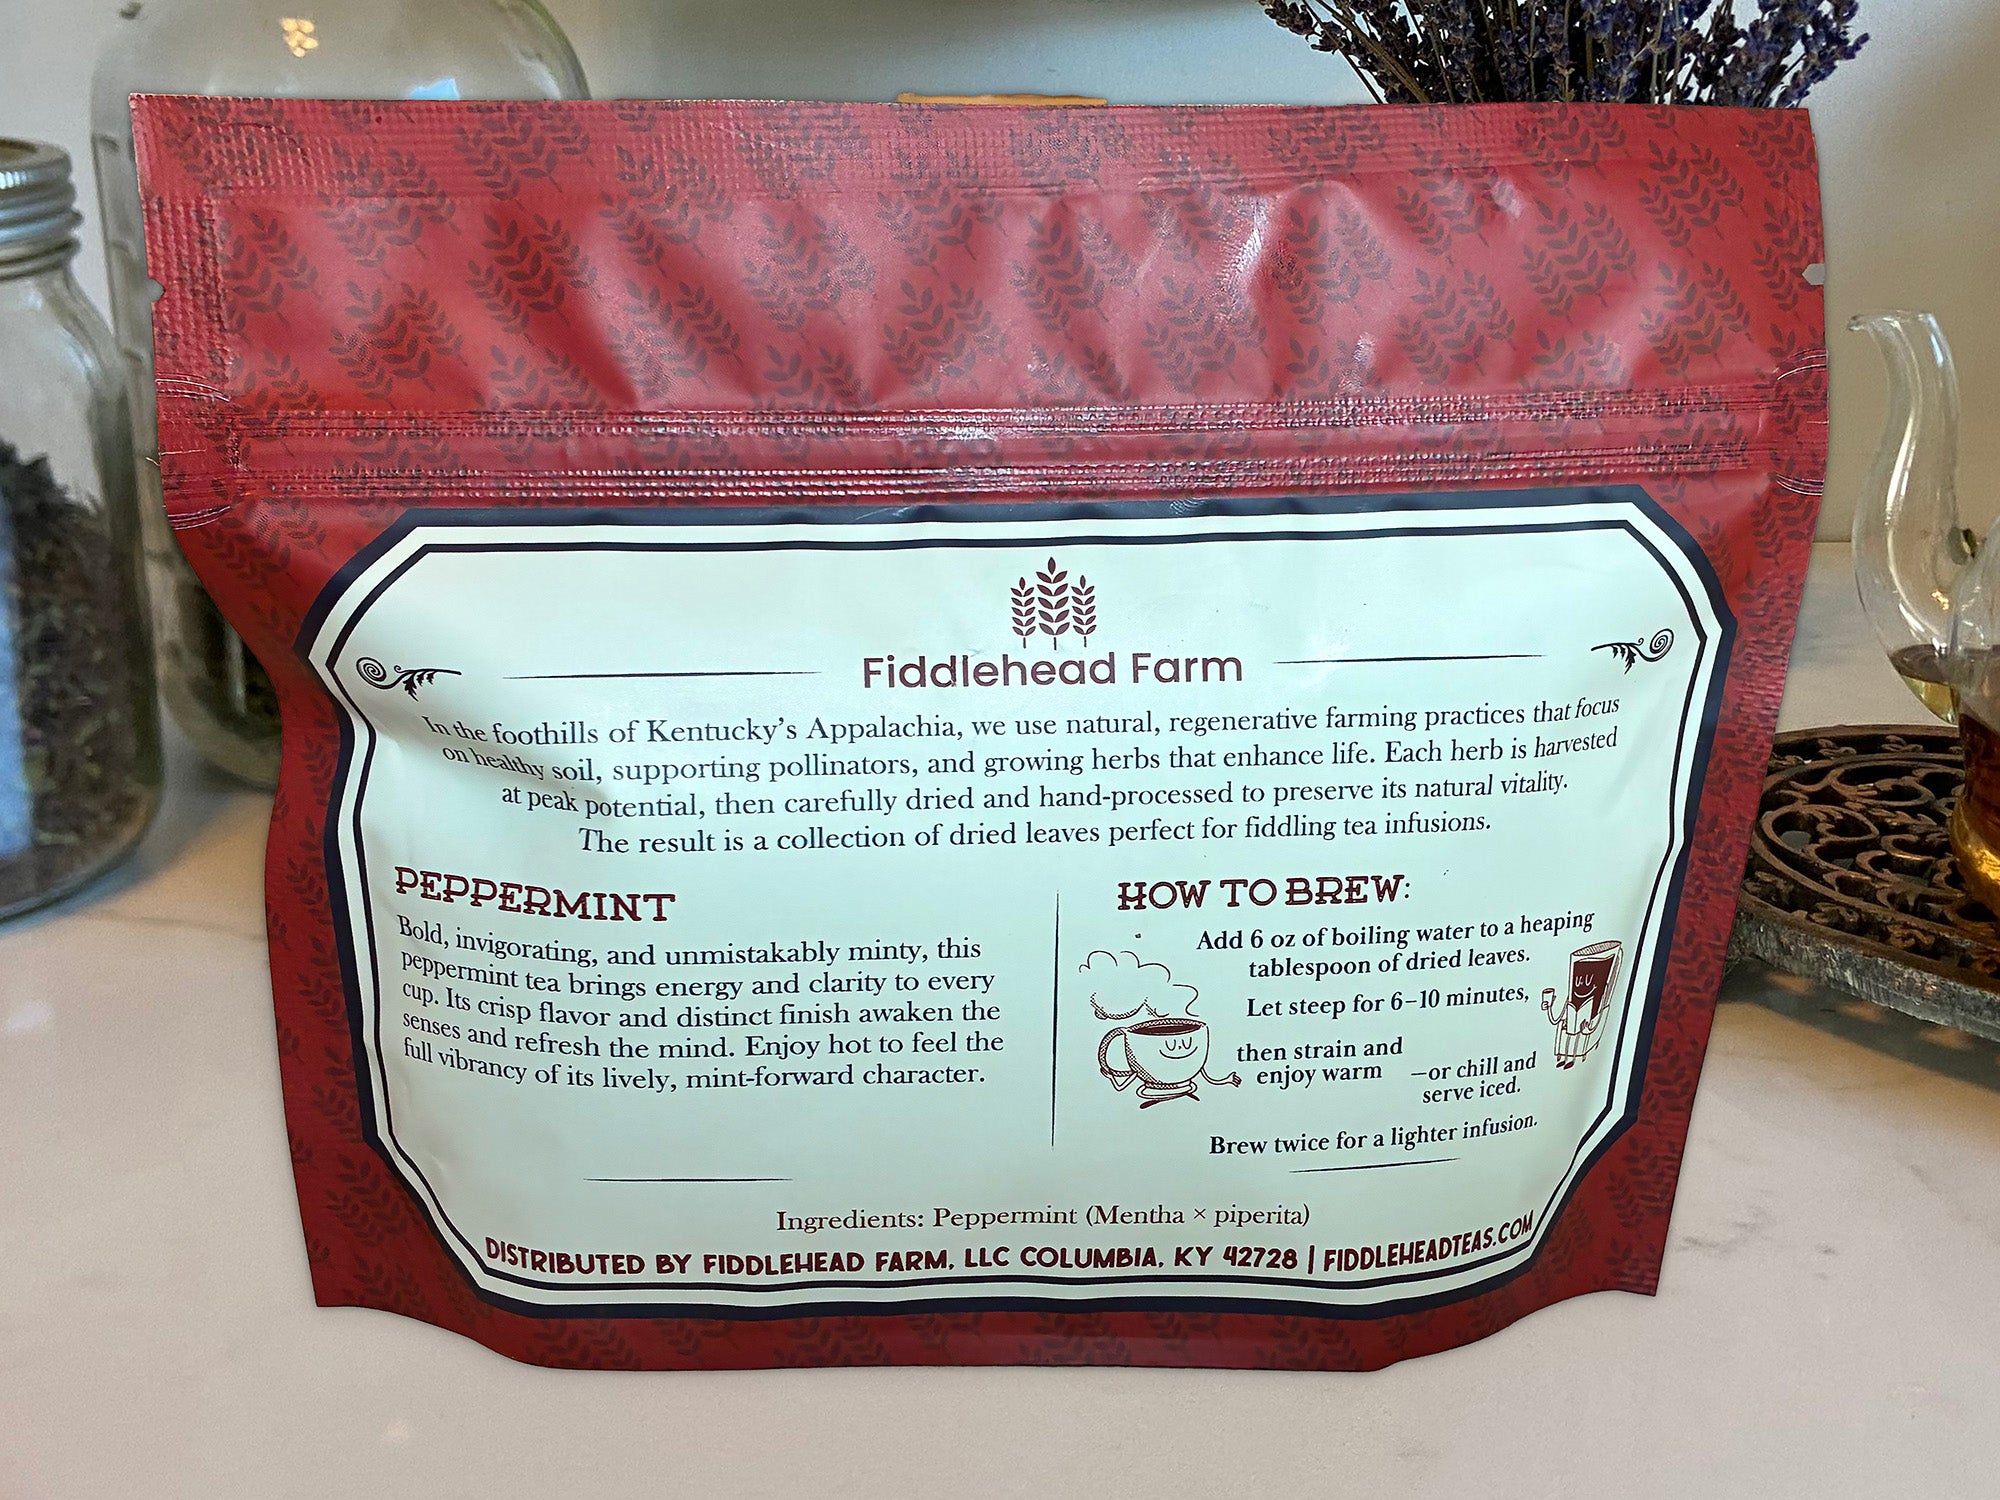 Fiddlehead Farm
In the foothills of Kentucky's Appalachia, we use natural, regenerative farming practices that focus
on healthy soil, supporting pollinators, and growing herbs that enhance life. Each herb is harvested
at peak potential, then carefully dried and hand-processed to preserve its natural vitality.
The result is a collection of dried leaves perfect for fiddling tea infusions.
PEPPERMINT
Bold, invigorating, and unmistakably minty, this
peppermint tea brings energy and clarity to every
cup. Its crisp flavor and distinct finish awaken the
senses and refresh the mind. Enjoy hot to feel the
full vibrancy of its lively, mint-forward character.
HOW TO BREW:
Add 6 oz of boiling water to a heaping
tablespoon of dried leaves.
Let steep for 6–10 minutes,
then strain and
enjoy warm
—or chill and
serve iced.
Brew twice for a lighter infusion.
Ingredients: Peppermint (Mentha × piperita)
DISTRIBUTED BY FIDDLEHEAD FARM, LLC COLUMBIA, KY 42728 | FIDDLEHEADTEAS.COM